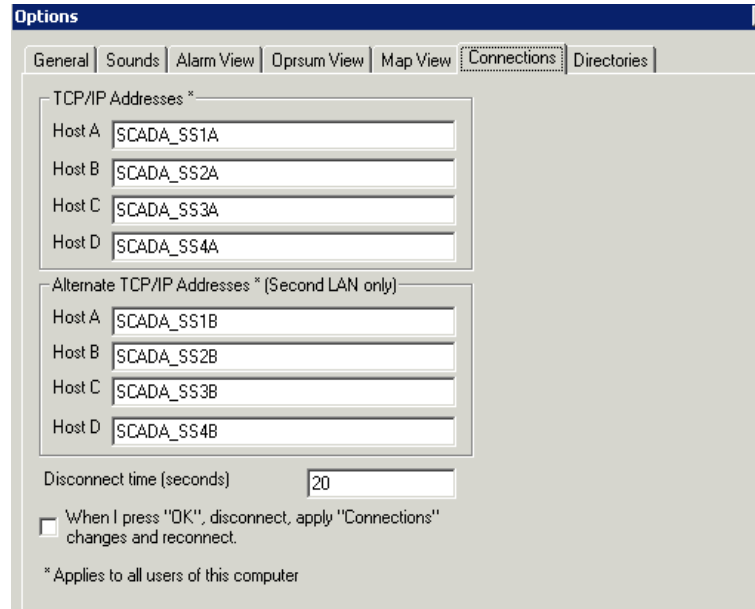 Options
General Sounds Alarm View Oprsum View Map View Connections Directories
TCP/IP Addresses *
Host A SCADA_SS1A
Host B SCADA_SS2A
Host C SCADA_SS3A
Host D SCADA_SS4A
Alternate TCP/IP Addresses * (Second LAN only)
Host A SCADA_SS1B
Host B SCADA_SS2B
Host C SCADA_SS3B
Host D SCADA_SS4B
Disconnect time (seconds) 20
When I press "OK", disconnect, apply "Connections"
changes and reconnect.
* Applies to all users of this computer